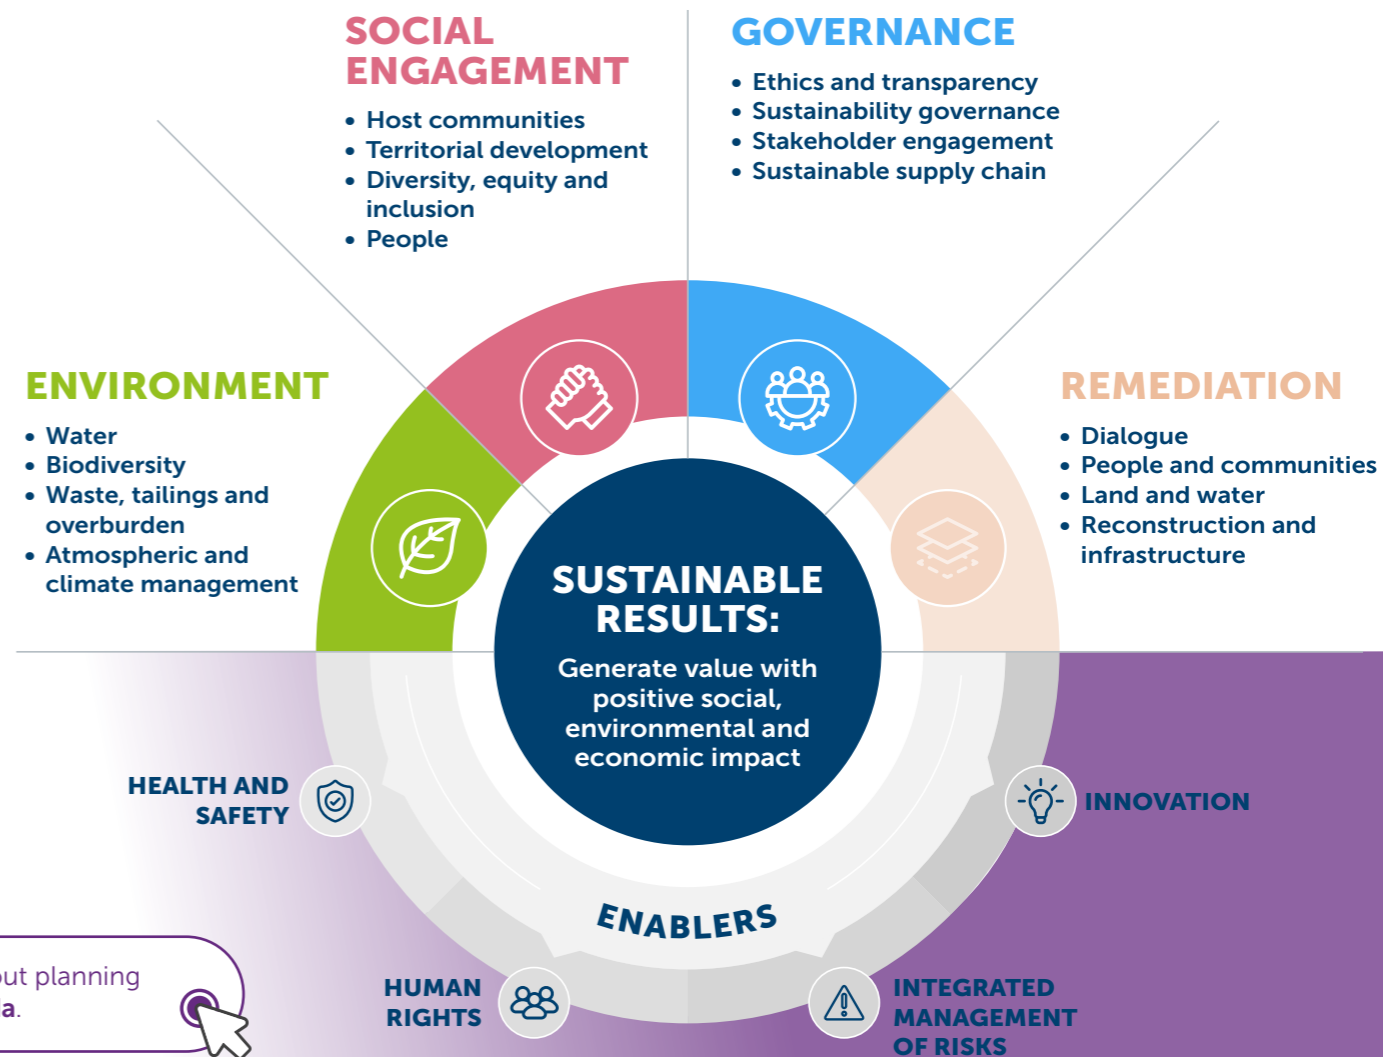 SOCIAL
ENGAGEMENT
• Host communities
• Territorial development
• Diversity, equity and
inclusion
• People
GOVERNANCE
• Ethics and transparency
• Sustainability governance
• Stakeholder engagement
• Sustainable supply chain
ENVIRONMENT
• Water
• Biodiversity
• Waste, tailings and
overburden
• Atmospheric and
climate management
REMEDIATION
• Dialogue
• People and communities
• Land and water
• Reconstruction and
infrastructure
SUSTAINABLE
RESULTS:
Generate value with
positive social,
environmental and
economic impact
HEALTH AND
SAFETY
INNOVATION
ENABLERS
HUMAN
RIGHTS
INTEGRATED
MANAGEMENT
OF RISKS
planning